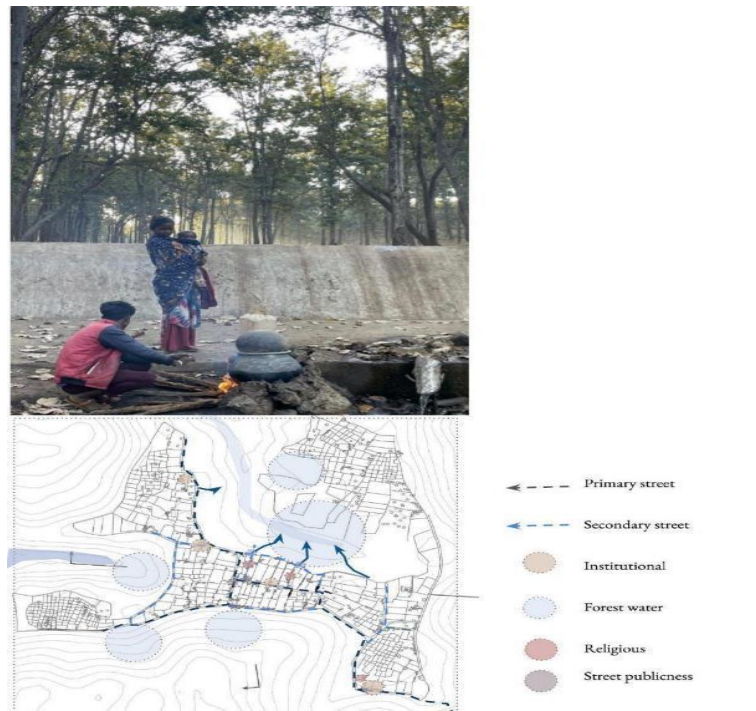 Primary street
Secondary street
Institutional
Forest water
Religious
Street publicness